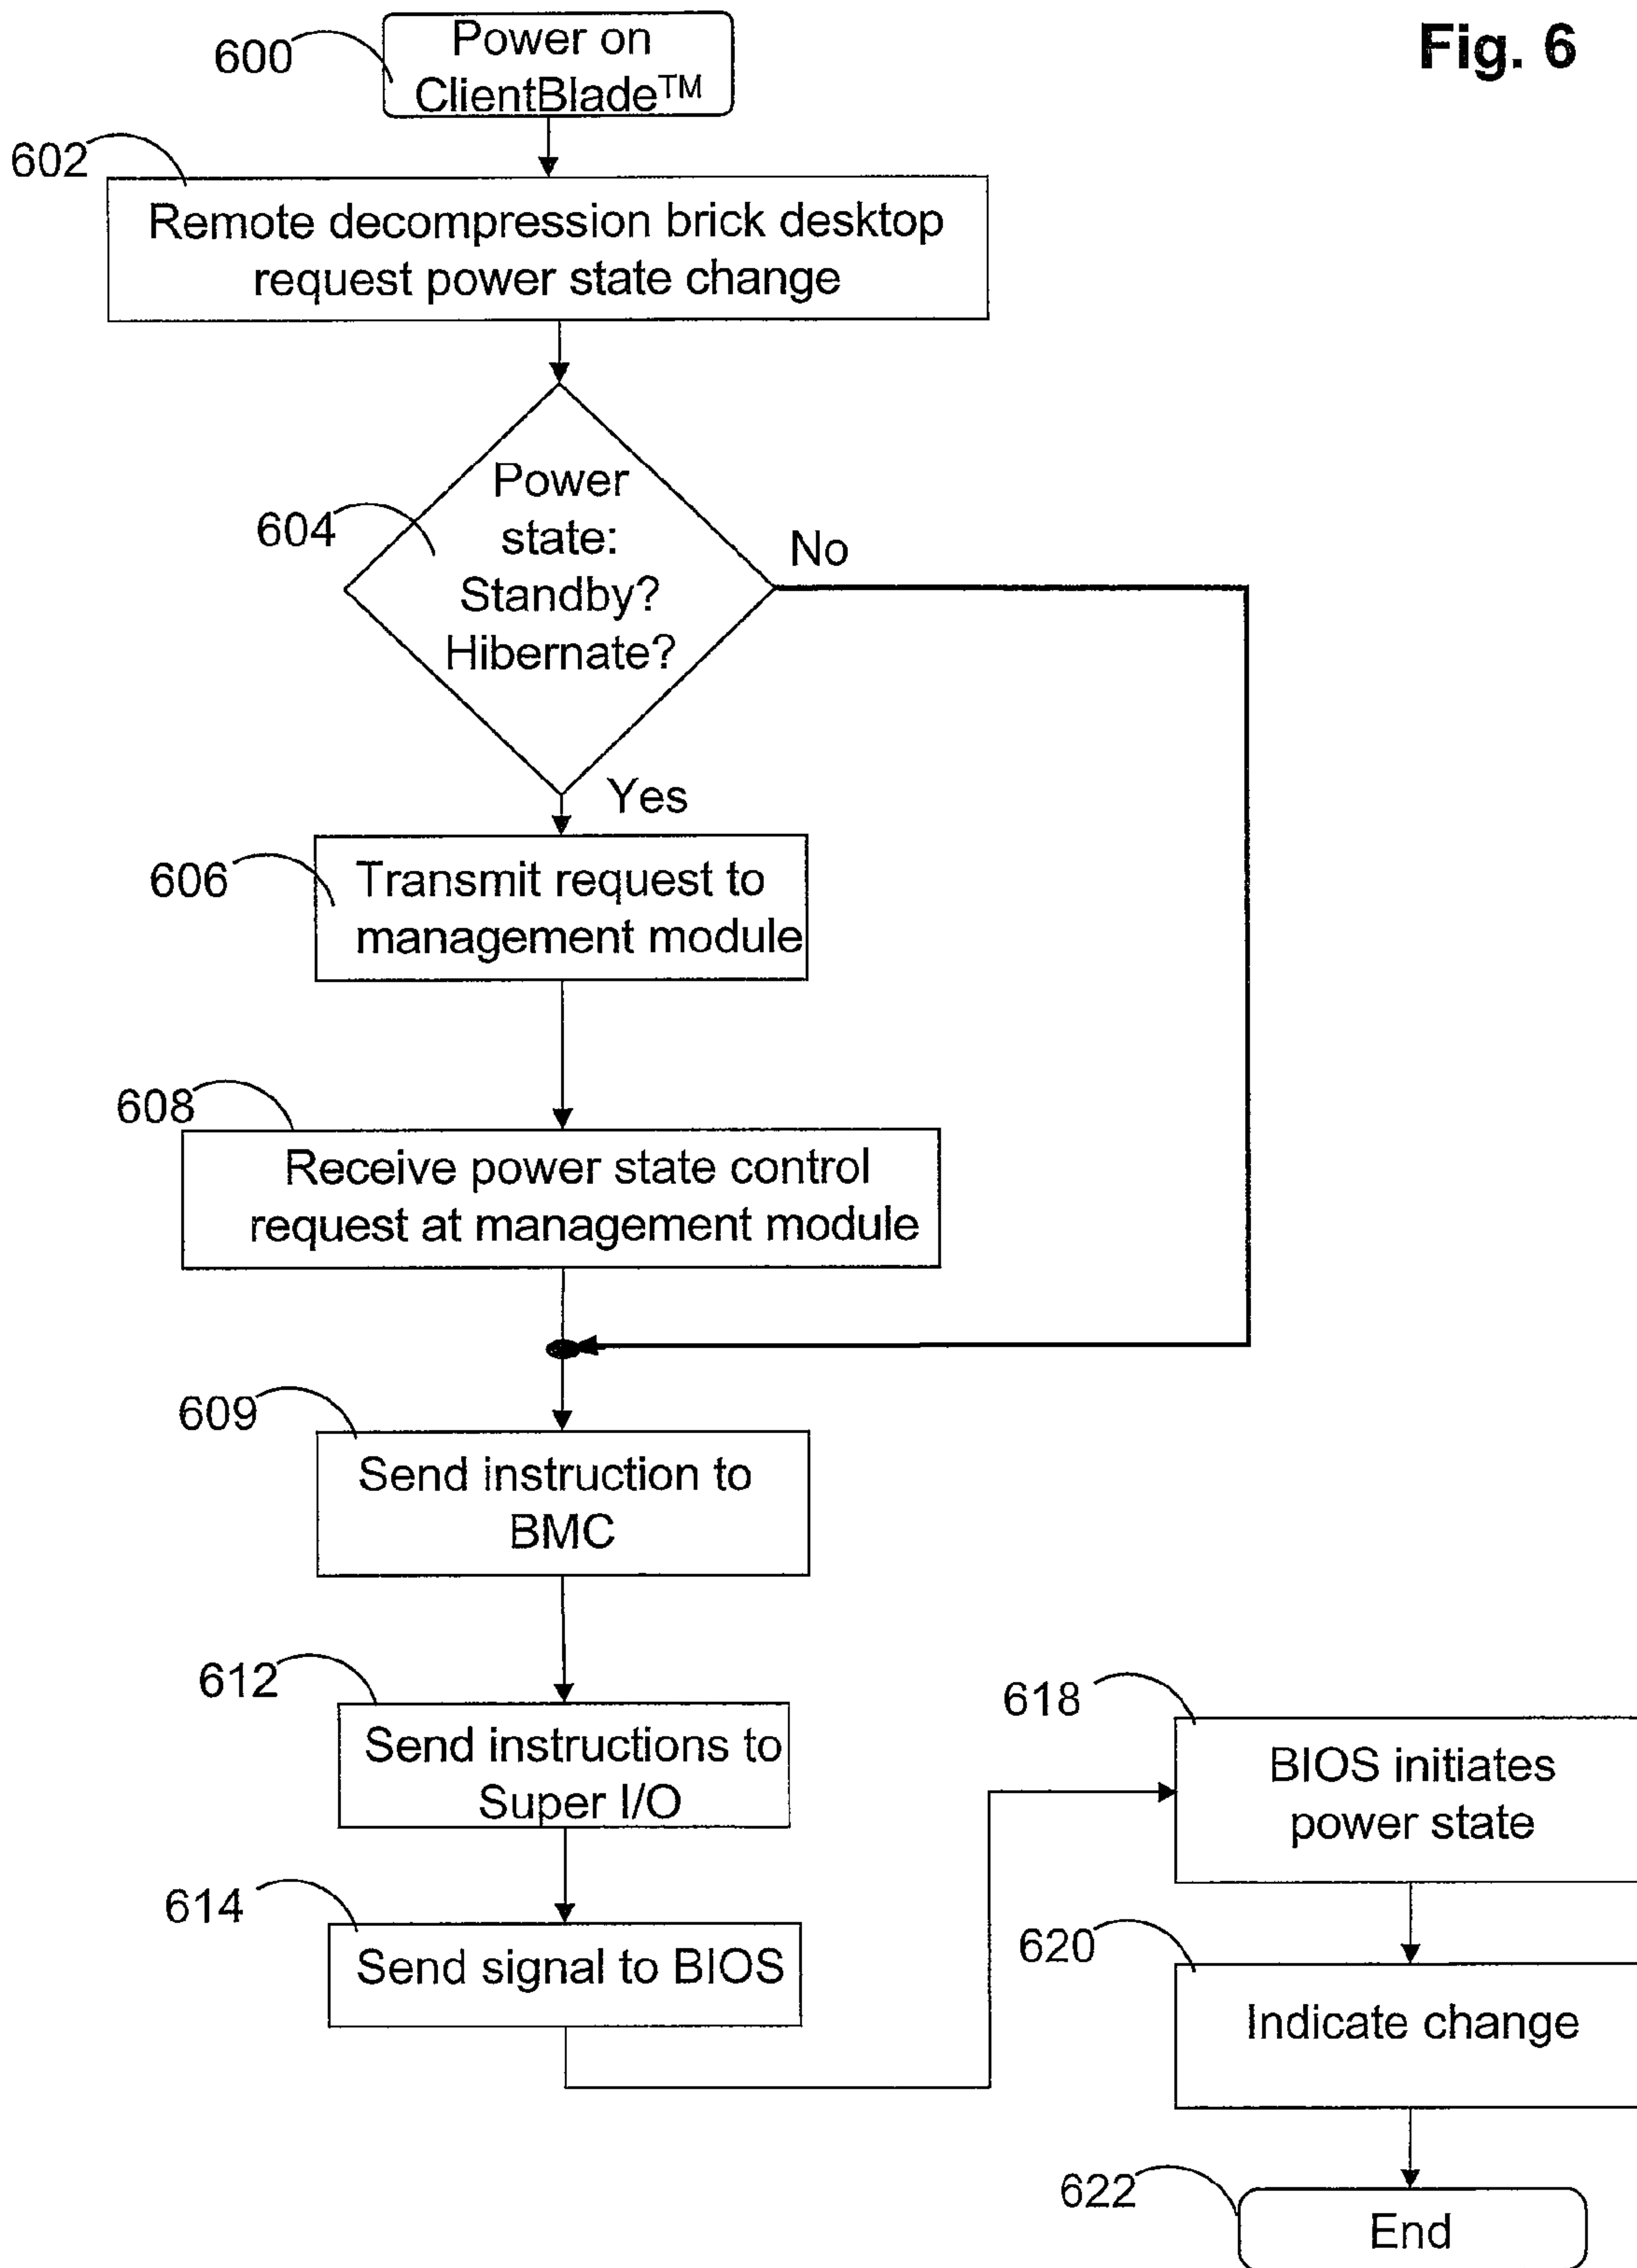 Fig. 6
600
Power on
ClientBlade™
602
Remote decompression brick desktop
request power state change
604
Power
state:
Standby?
Hibernate?
No
Yes
606
Transmit request to
management module
608
Receive power state control
request at management module
609
Send instruction to
BMC
612
Send instructions to
Super I/O
614
Send signal to BIOS
618
BIOS initiates
power state
620
Indicate change
622
End